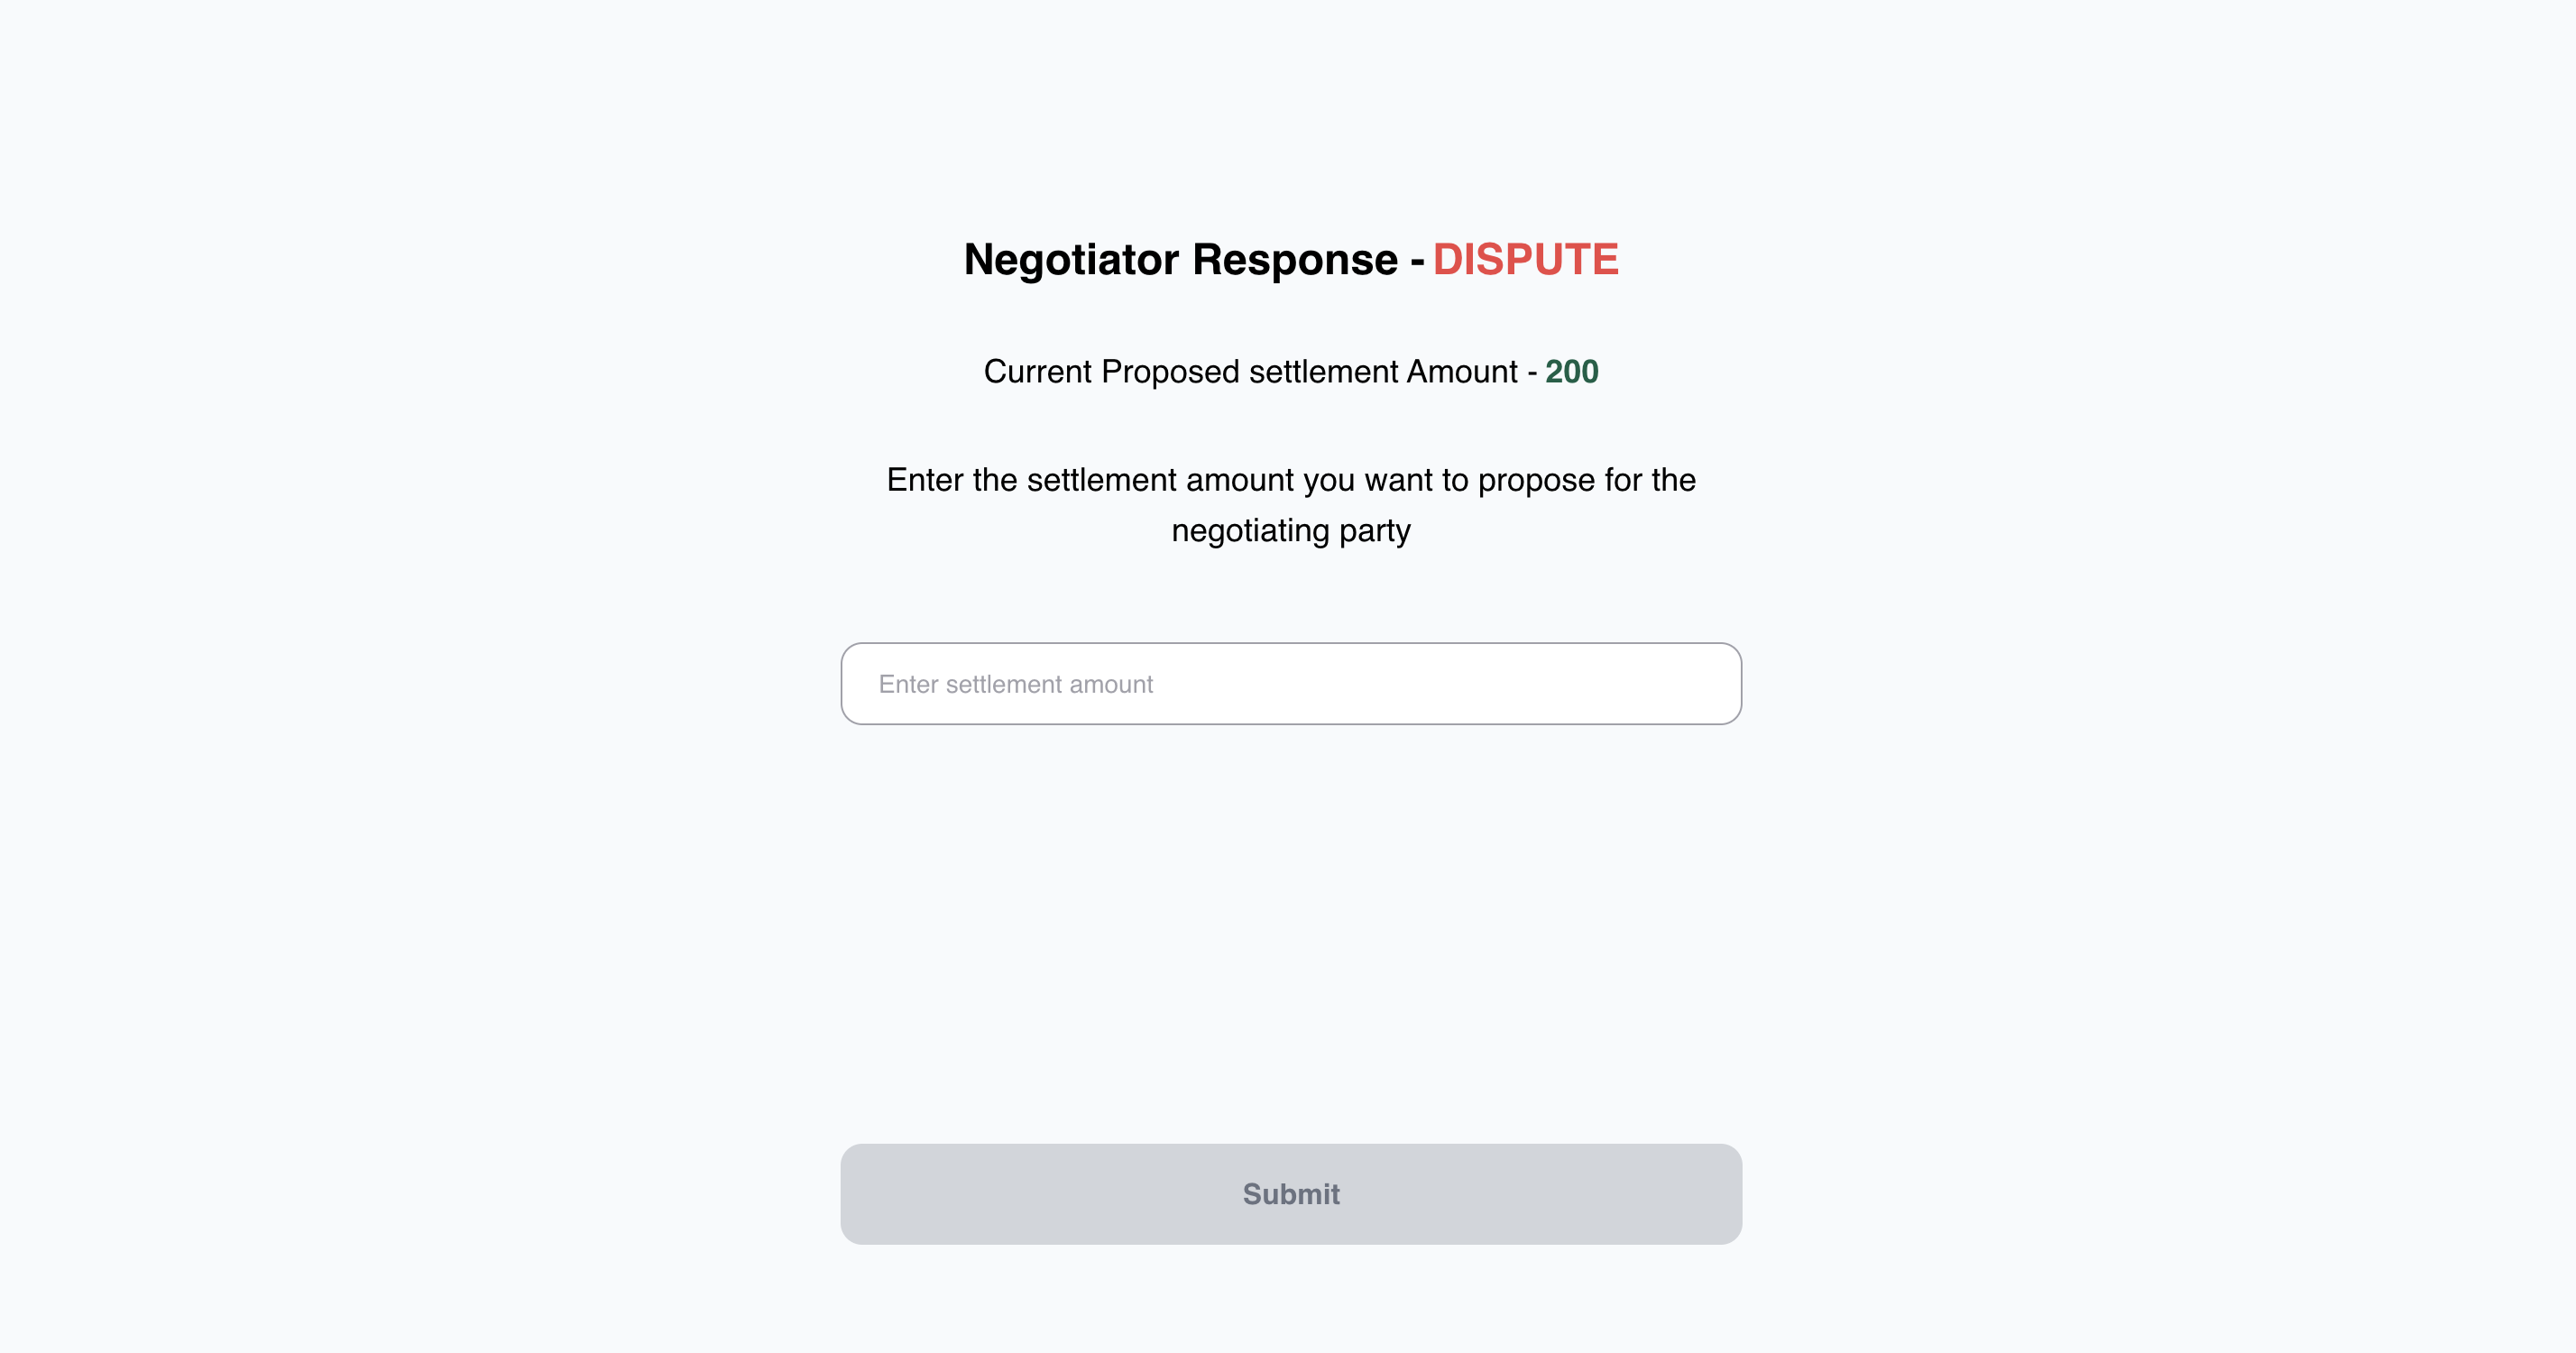 Negotiator Response - DISPUTE
Current Proposed settlement Amount - 200
Enter the settlement amount you want to propose for the
negotiating party
Enter settlement amount
Submit